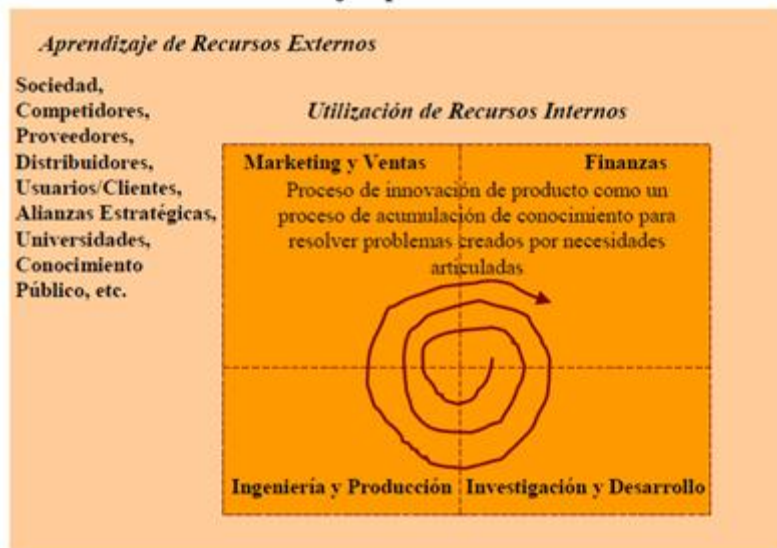 Aprendizaje de Recursos Externos
Sociedad,
Competidores,
Proveedores,
Distribuidores,
Usuarios/Clientes,
Alianzas Estratégicas,
Universidades,
Conocimiento
Público, etc.
Utilización de Recursos Internos
Marketing y Ventas
Finanzas
Proceso de innovación de producto como un
proceso de acumulación de conocimiento para
resolver problemas creados por necesidades
articuladas
Ingeniería y Producción
Investigación y Desarrollo